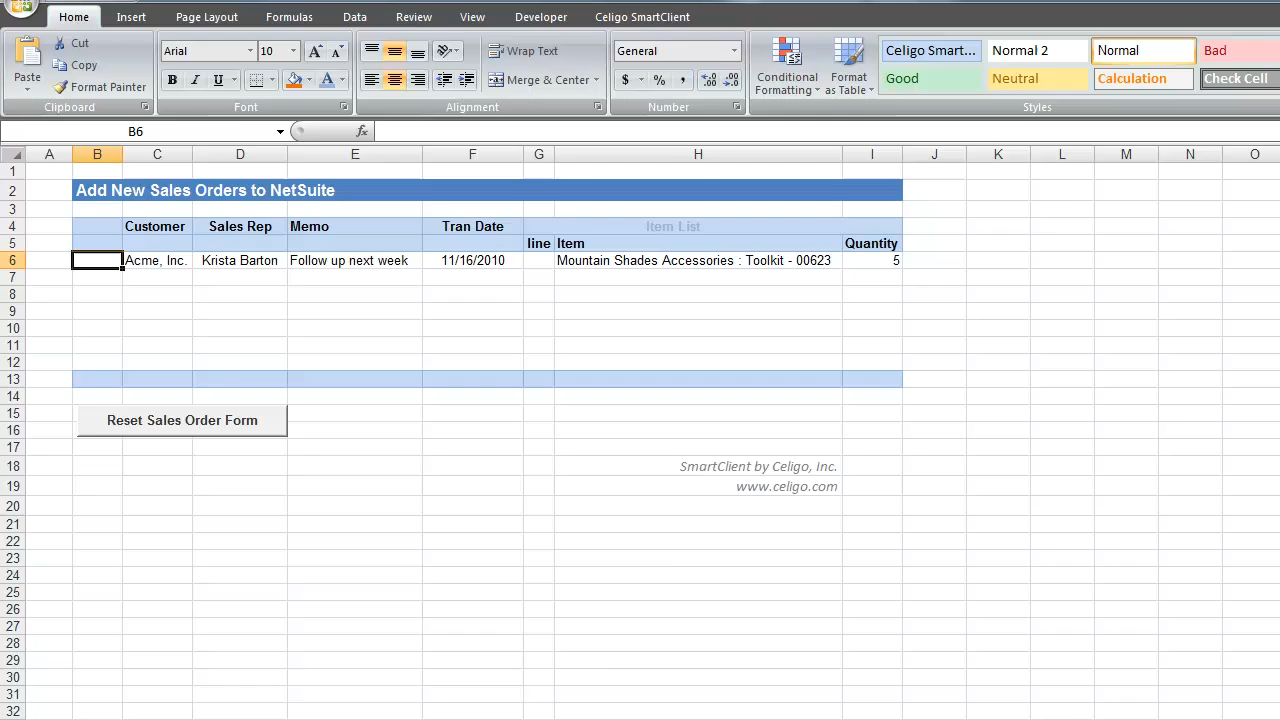 Home Insert Page Layout Formulas Data Review View Developer Celigo SmartClient
Paste Cut Copy Format Painter
Arial 10 A A Wrap Text General
B I U A Merge & Center $ % , .0 .00 .00 .0
Conditional Formatting Format as Table
Celigo Smart... Normal 2 Normal Bad
Good Neutral Calculation Check Cell
Clipboard Font Alignment Number Styles
B6 fx
A B C D E F G H I J K L M N O
1
2 Add New Sales Orders to NetSuite
3
4 Customer Sales Rep Memo Tran Date Item List
5 line Item Quantity
6 Acme, Inc. Krista Barton Follow up next week 11/16/2010 Mountain Shades Accessories : Toolkit - 00623 5
7
8
9
10
11
12
13
14
15
Reset Sales Order Form
16
17
18 SmartClient by Celigo, Inc.
19 www.celigo.com
20
21
22
23
24
25
26
27
28
29
30
31
32